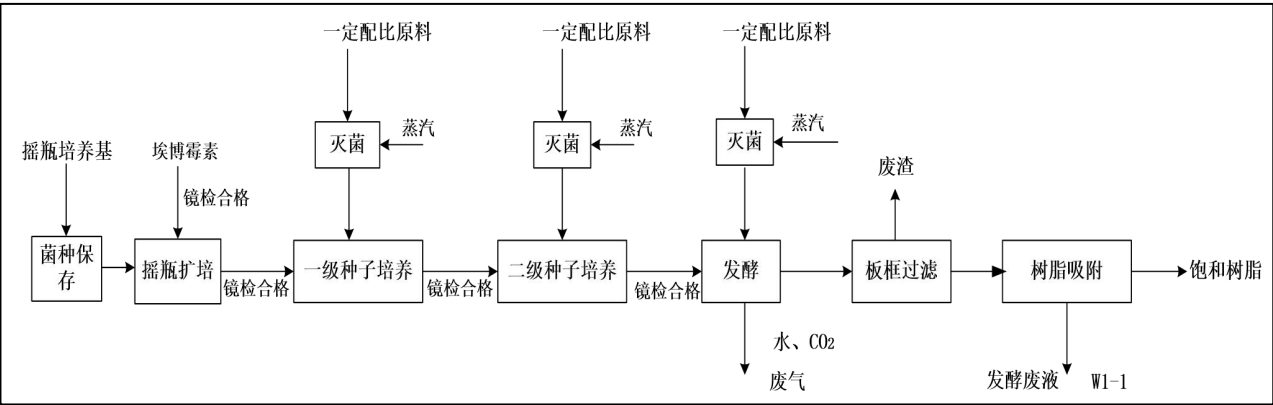 一定配比原料
一定配比原料
一定配比原料
灭菌
蒸汽
灭菌
蒸汽
灭菌
蒸汽
摇瓶培养基
埃博霉素
镜检合格
废渣
菌种保
存
摇瓶扩培
镜检合格
一级种子培养
镜检合格
二级种子培养
镜检合格
发酵
板框过滤
树脂吸附
饱和树脂
水、CO2
废气
发酵废液
W1-1